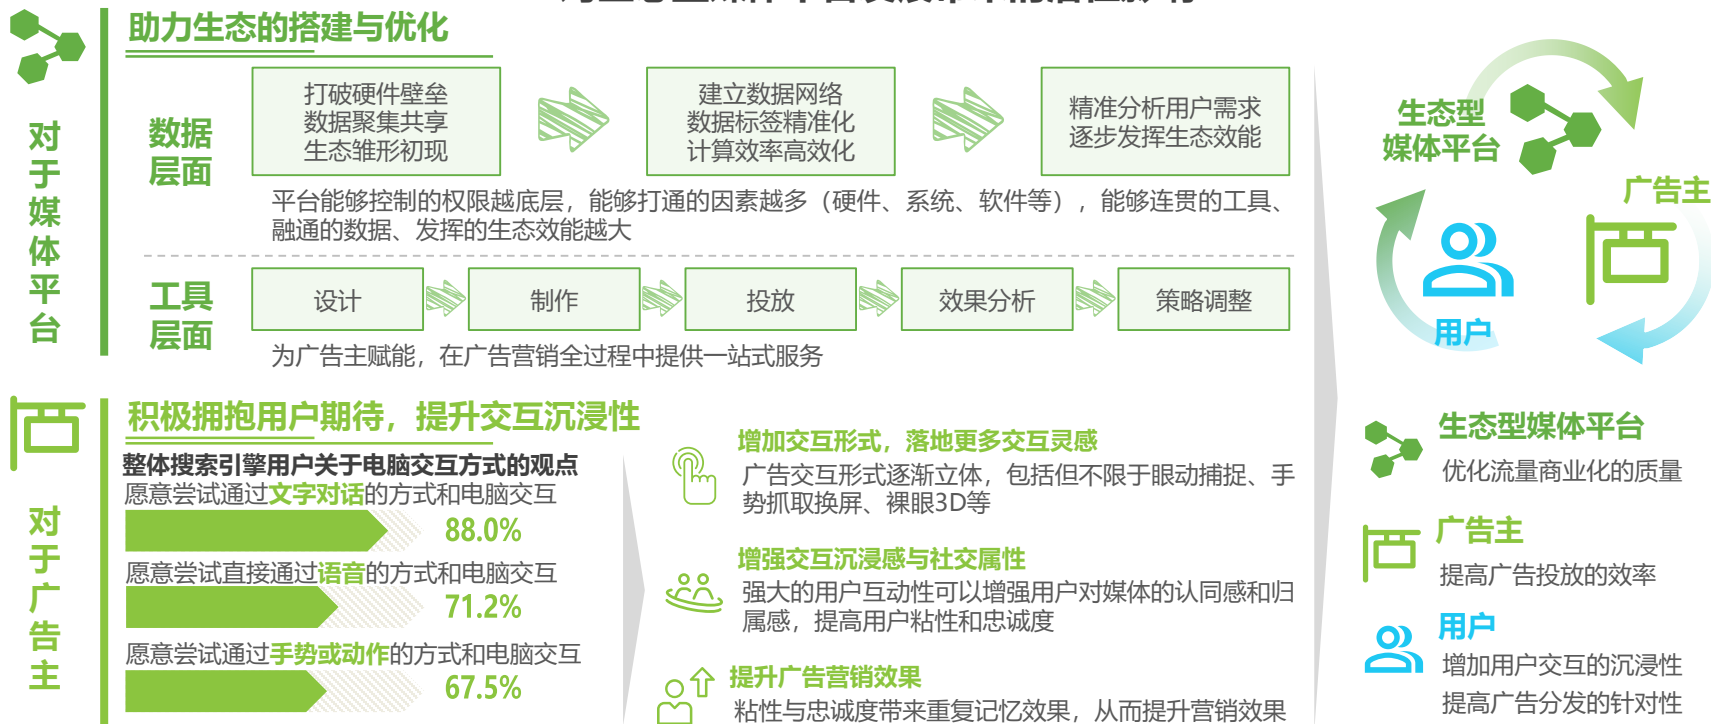 助力生态的搭建与优化
对于媒体平台
数据
层面
打破硬件壁垒
数据聚集共享
生态雏形初现
建立数据网络
数据标签精准化
计算效率高效化
精准分析用户需求
逐步发挥生态效能
平台能够控制的权限越底层，能够打通的因素越多（硬件、系统、软件等），能够连贯的工具、
融通的数据、发挥的生态效能越大
工具
层面
设计
制作
投放
效果分析
策略调整
为广告主赋能，在广告营销全过程中提供一站式服务
对于广告主
积极拥抱用户期待，提升交互沉浸性
整体搜索引擎用户关于电脑交互方式的观点
愿意尝试通过文字对话的方式和电脑交互
88.0%
愿意尝试直接通过语音的方式和电脑交互
71.2%
愿意尝试通过手势或动作的方式和电脑交互
67.5%
增加交互形式，落地更多交互灵感
广告交互形式逐渐立体，包括但不限于眼动捕捉、手
势抓取换屏、裸眼3D等
增强交互沉浸感与社交属性
强大的用户互动性可以增强用户对媒体的认同感和归
属感，提高用户粘性和忠诚度
提升广告营销效果
粘性与忠诚度带来重复记忆效果，从而提升营销效果
生态型
媒体平台
广告主
用户
生态型媒体平台
优化流量商业化的质量
广告主
提高广告投放的效率
用户
增加用户交互的沉浸性
提高广告分发的针对性